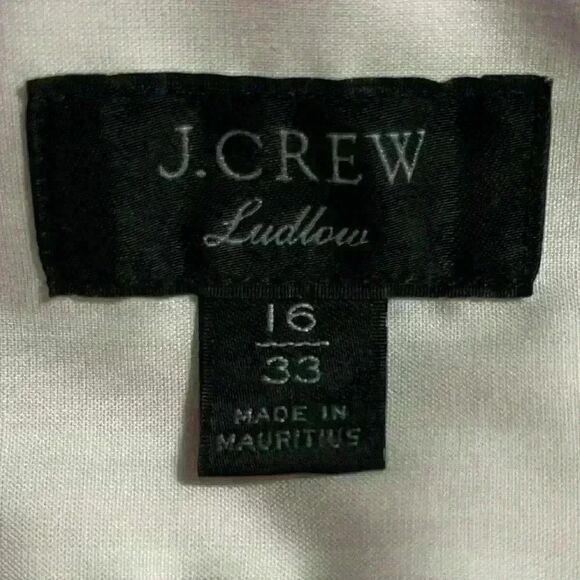 J.CREW
Ludlow
16
33
MADE IN
MAURITIUS